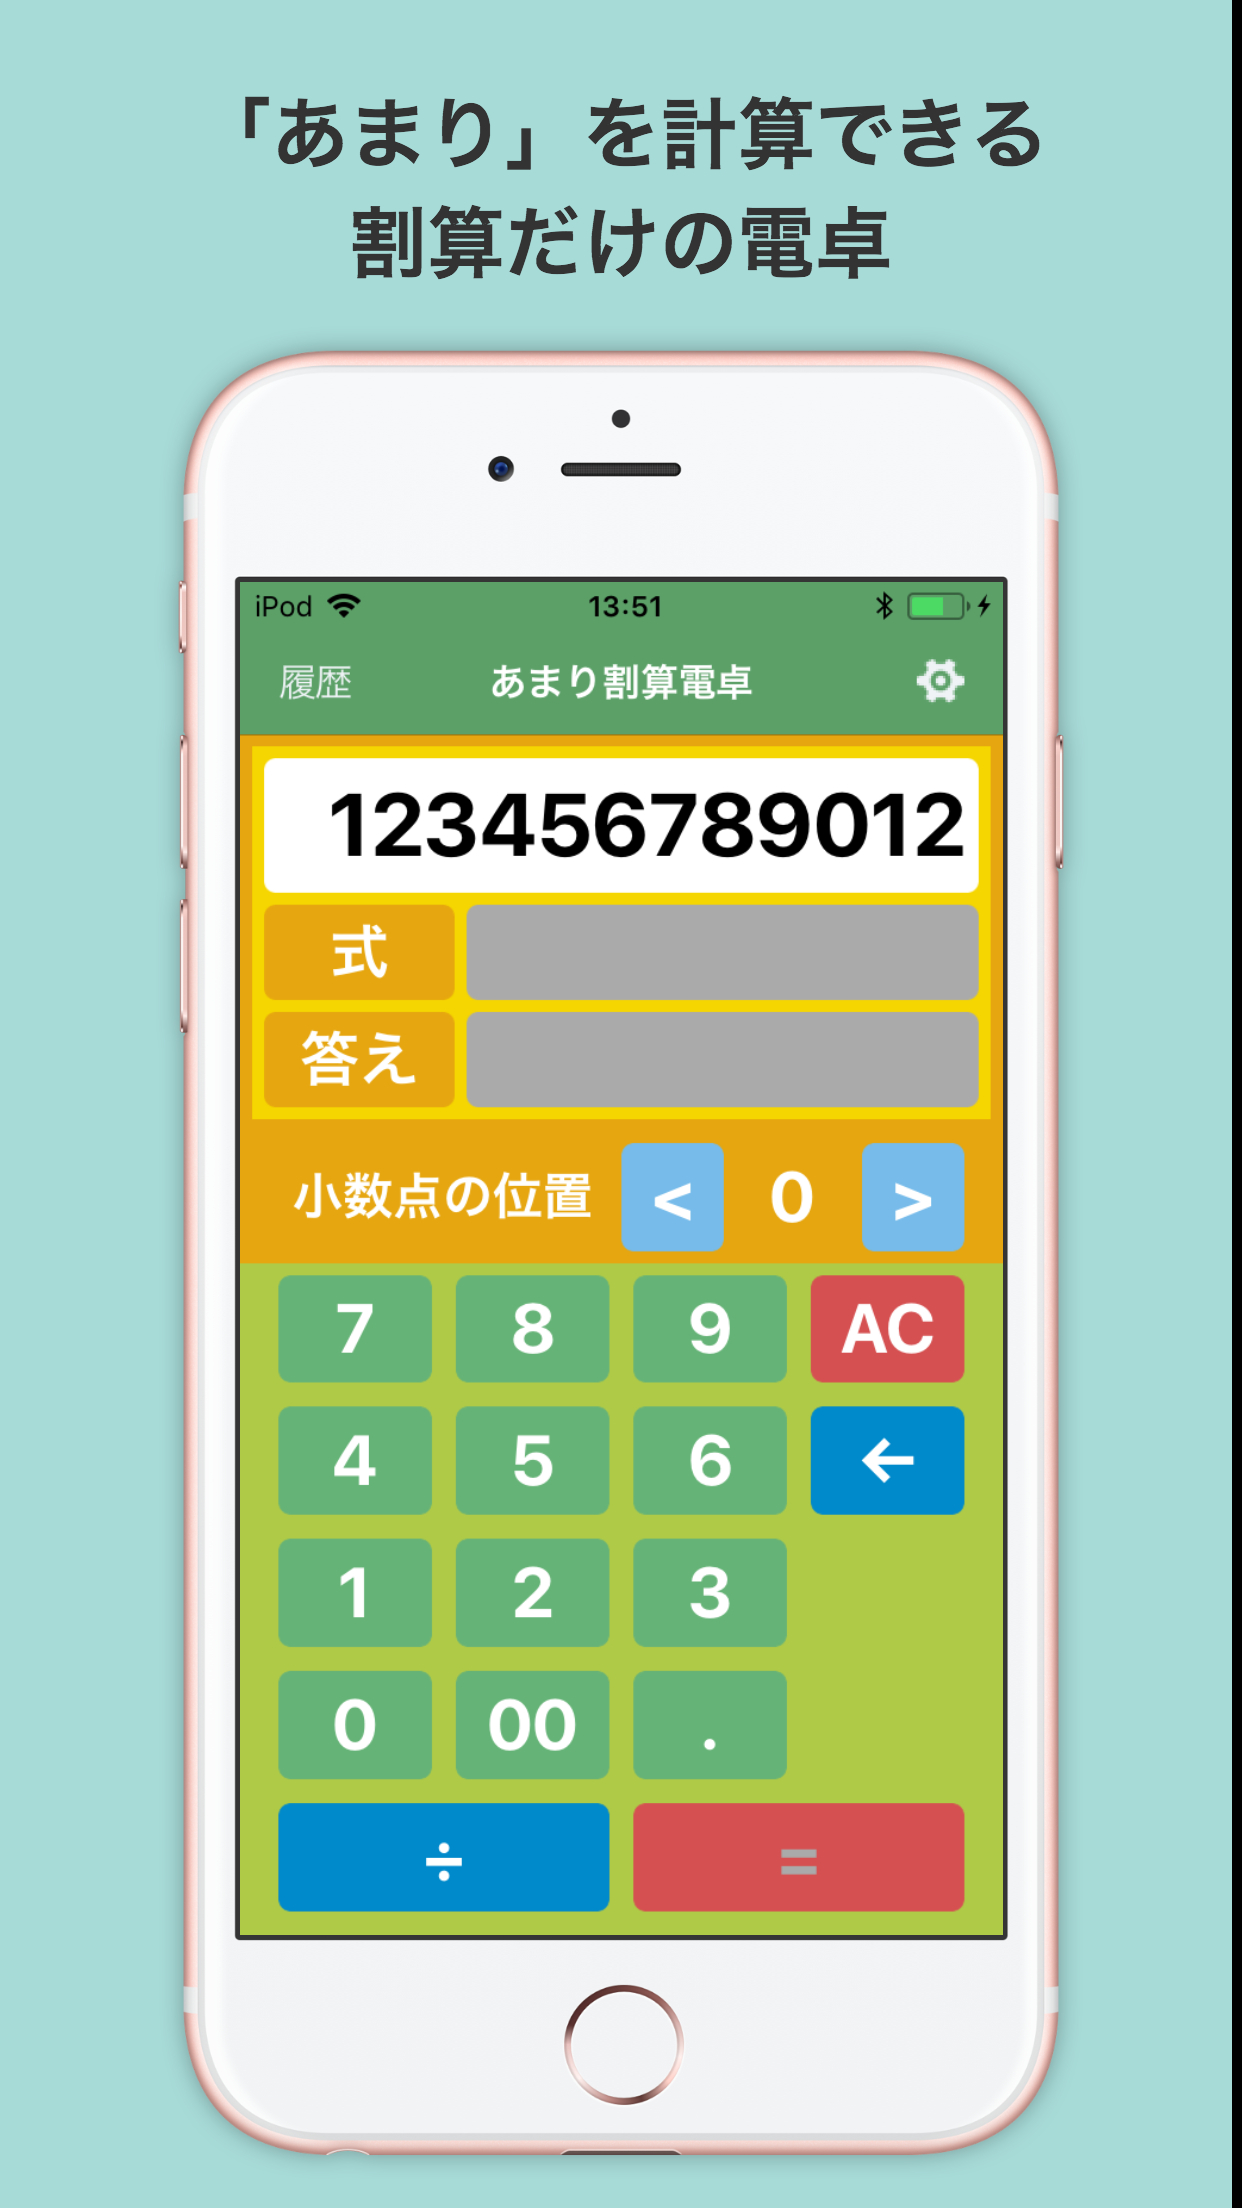 「あまり」を計算できる
割算だけの電卓
iPod 13:51
履歴 あまり割算電卓
123456789012
式
答え
小数点の位置 < 0 >
7 8 9 AC
4 5 6 ←
1 2 3
0 00 .
÷ =